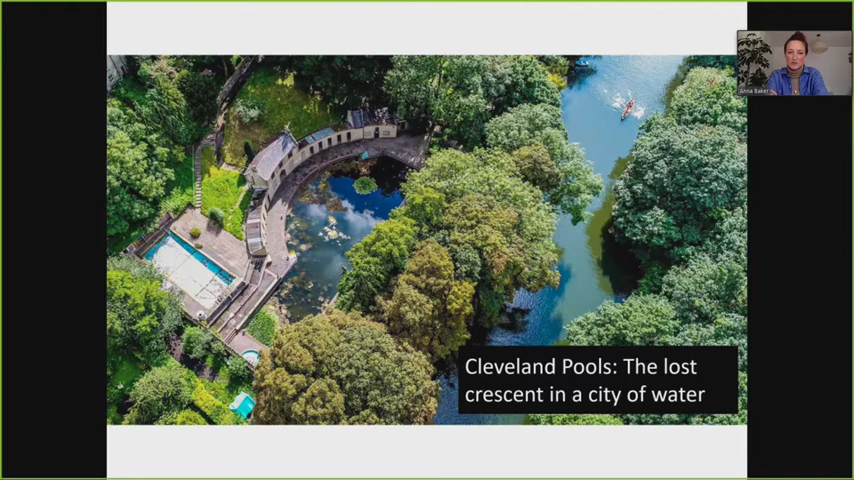 Anna Baker
Cleveland Pools: The lost
crescent in a city of water